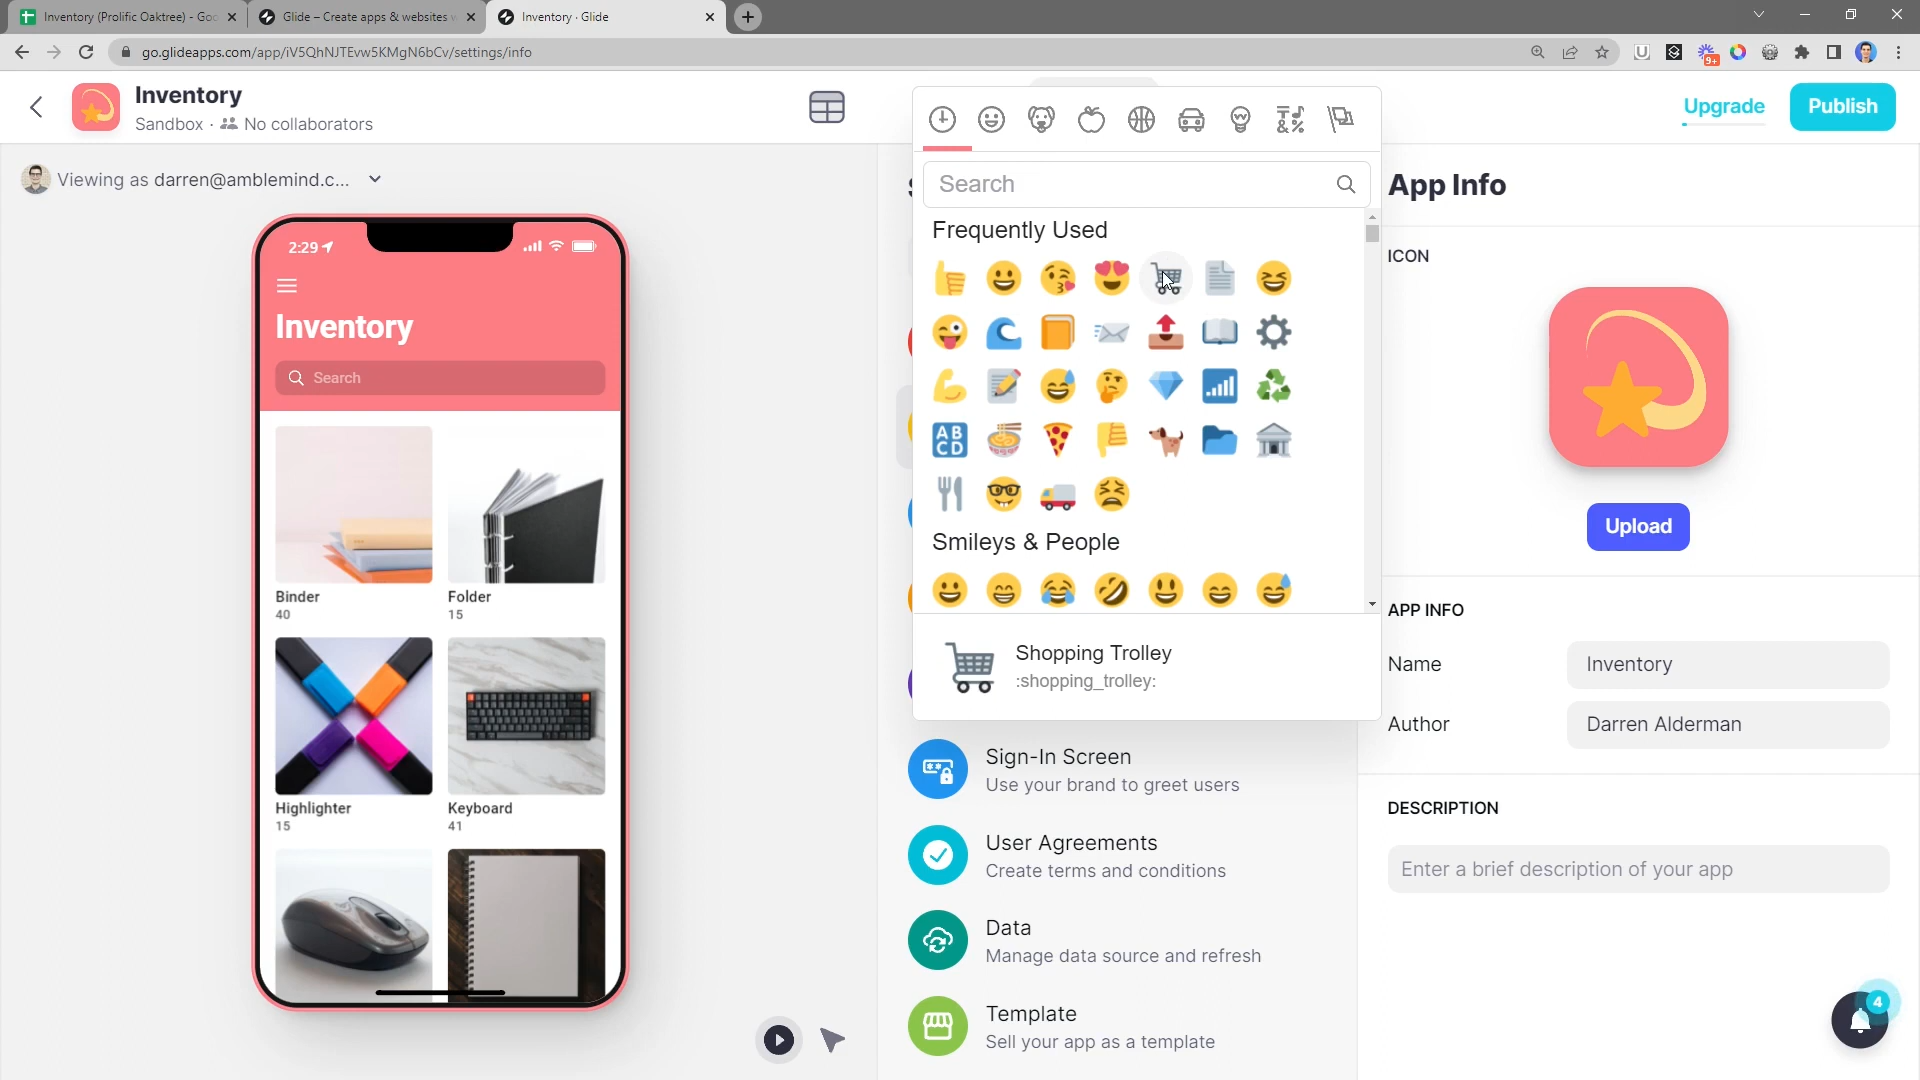 Inventory (Prolific Oaktree) - Goo
Glide – Create apps & websites w
Inventory · Glide
go.glideapps.com/app/iV5QhNJTEvw5KMgN6bCv/settings/info
9+
Inventory
Sandbox · No collaborators
Upgrade
Publish
Viewing as darren@amblemind.c...
2:29
Inventory
Search
Binder
40
Folder
15
Highlighter
15
Keyboard
41
Search
Frequently Used
AB
CD
Smileys & People
Shopping Trolley
:shopping_trolley:
Sign-In Screen
Use your brand to greet users
User Agreements
Create terms and conditions
Data
Manage data source and refresh
Template
Sell your app as a template
App Info
ICON
Upload
APP INFO
Name
Inventory
Author
Darren Alderman
DESCRIPTION
Enter a brief description of your app
4